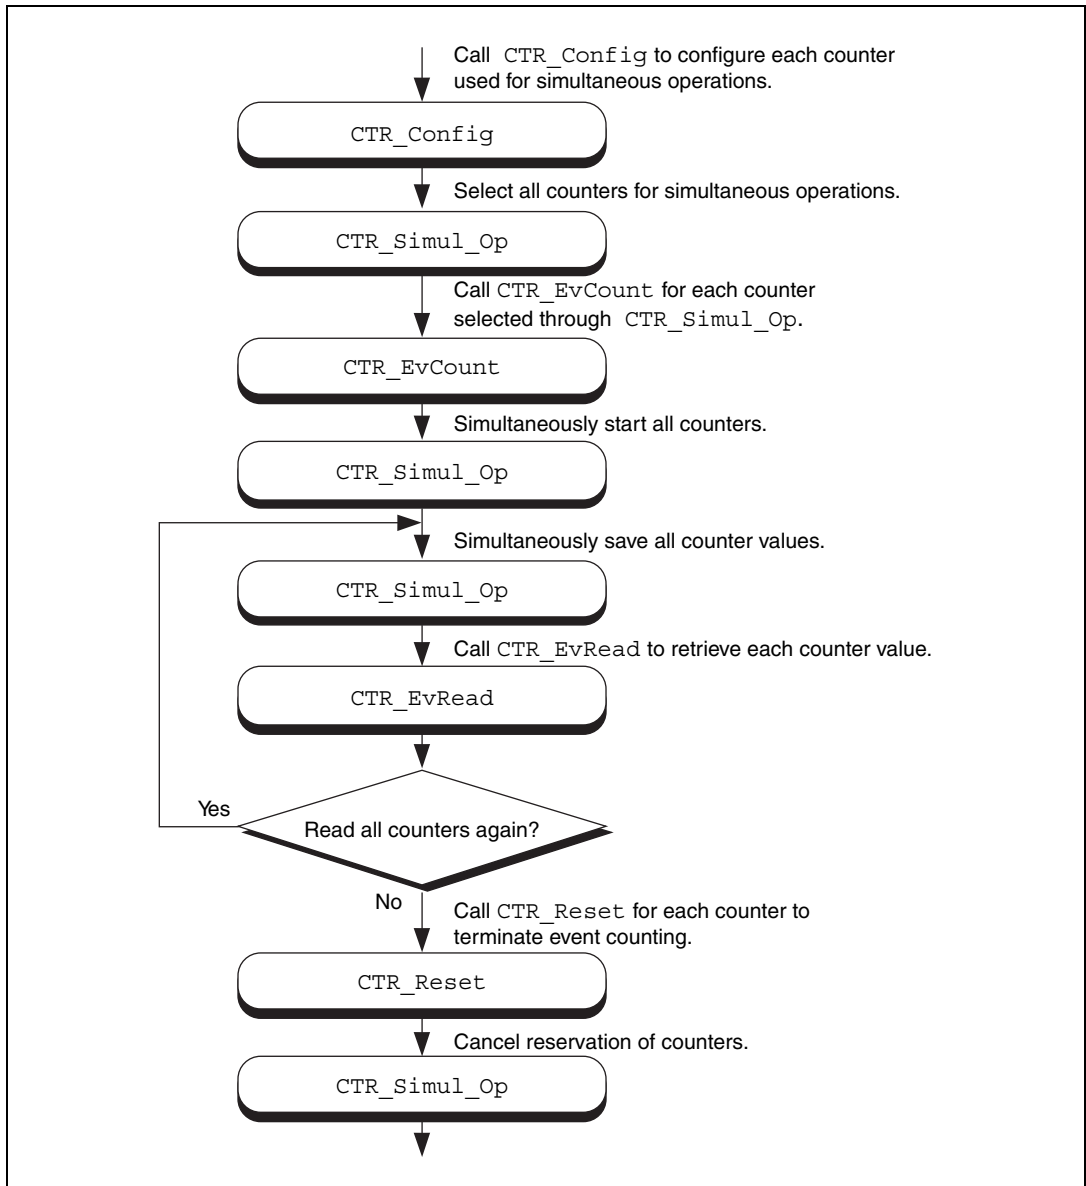 Call CTR_Config to configure each counter
used for simultaneous operations.
CTR_Config
Select all counters for simultaneous operations.
CTR_Simul_Op
Call CTR_EvCount for each counter
selected through CTR_Simul_Op.
CTR_EvCount
Simultaneously start all counters.
CTR_Simul_Op
Simultaneously save all counter values.
CTR_Simul_Op
Call CTR_EvRead to retrieve each counter value.
CTR_EvRead
Yes
Read all counters again?
No
Call CTR_Reset for each counter to
terminate event counting.
CTR_Reset
Cancel reservation of counters.
CTR_Simul_Op